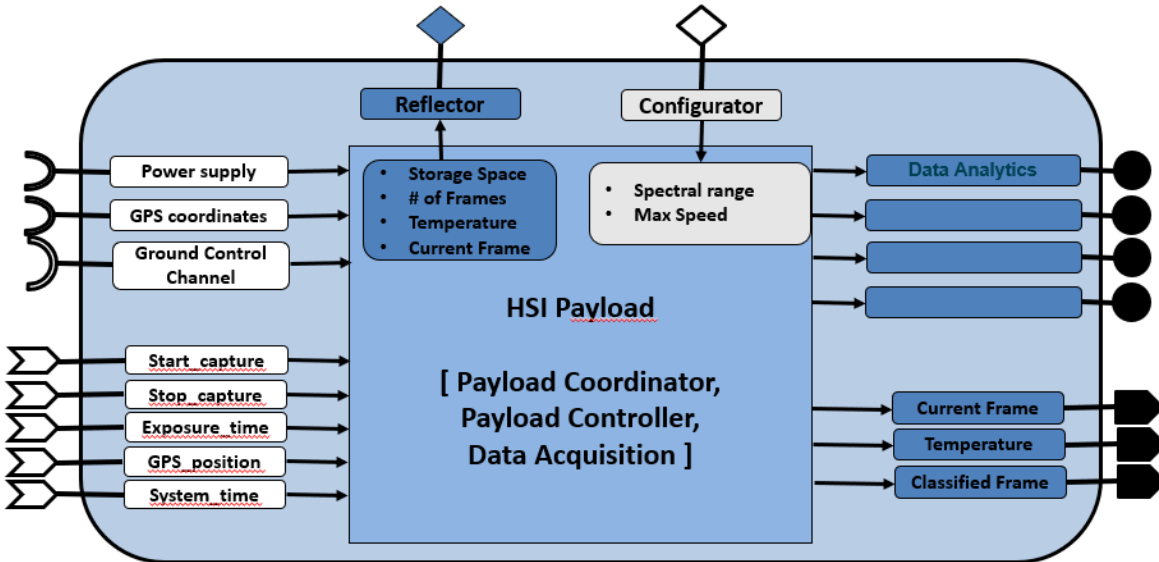 Reflector
Configurator
Power supply
GPS coordinates
Ground Control
Channel
• Storage Space
• # of Frames
• Temperature
• Current Frame
• Spectral range
• Max Speed
Data Analytics
HSI Payload
[ Payload Coordinator,
Payload Controller,
Data Acquisition ]
Start_capture
Stop_capture
Exposure_time
GPS_position
System_time
Current Frame
Temperature
Classified Frame